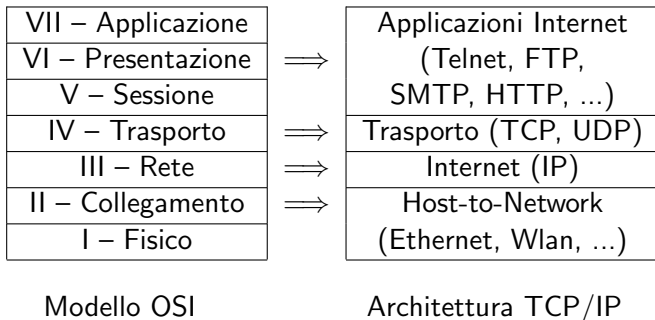 VII – Applicazione
VI – Presentazione
V – Sessione
IV – Trasporto
III – Rete
II – Collegamento
I – Fisico
Modello OSI
⟹
⟹
⟹
⟹
Applicazioni Internet
(Telnet, FTP,
SMTP, HTTP, ...)
Trasporto (TCP, UDP)
Internet (IP)
Host-to-Network
(Ethernet, Wlan, ...)
Architettura TCP/IP